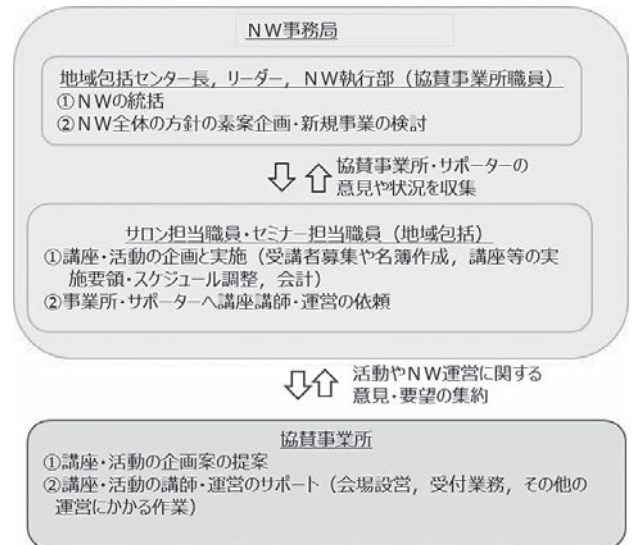 NW事務局
地域包括センター長，リーダー，NW執行部（協賛事業所職員）
①NWの統括
②NW全体の方針の素案企画・新規事業の検討
協賛事業所・サポーターの
意見や状況を収集
サロン担当職員・セミナー担当職員（地域包括）
①講座・活動の企画と実施（受講者募集や名簿作成，講座等の実
施要領・スケジュール調整，会計）
②事業所・サポーターへ講座講師・運営の依頼
活動やNW運営に関する
意見・要望の集約
協賛事業所
①講座・活動の企画案の提案
②講座・活動の講師・運営のサポート（会場設営，受付業務，その他の
運営にかかる作業）